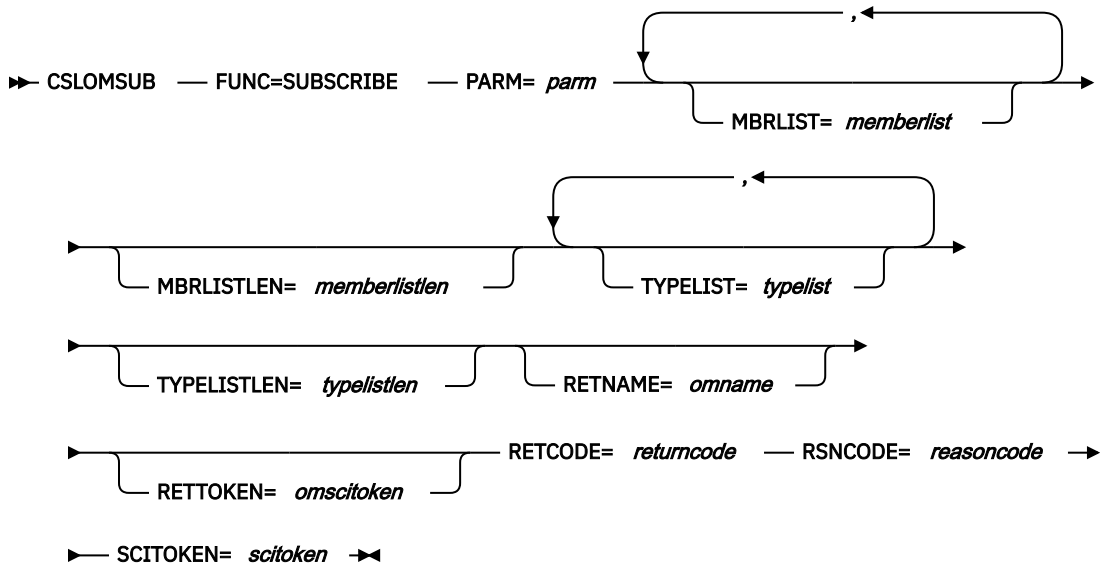 ,
CSLOMSUB FUNC=SUBSCRIBE PARM= parm
MBRLIST= memberlist
,
MBRLISTLEN= memberlistlen TYPELIST= typelist
TYPELISTLEN= typelistlen RETNAME= omname
RETCODE= returncode RSNCODE= reasoncode
RETTOKEN= omscitoken
SCITOKEN= scitoken